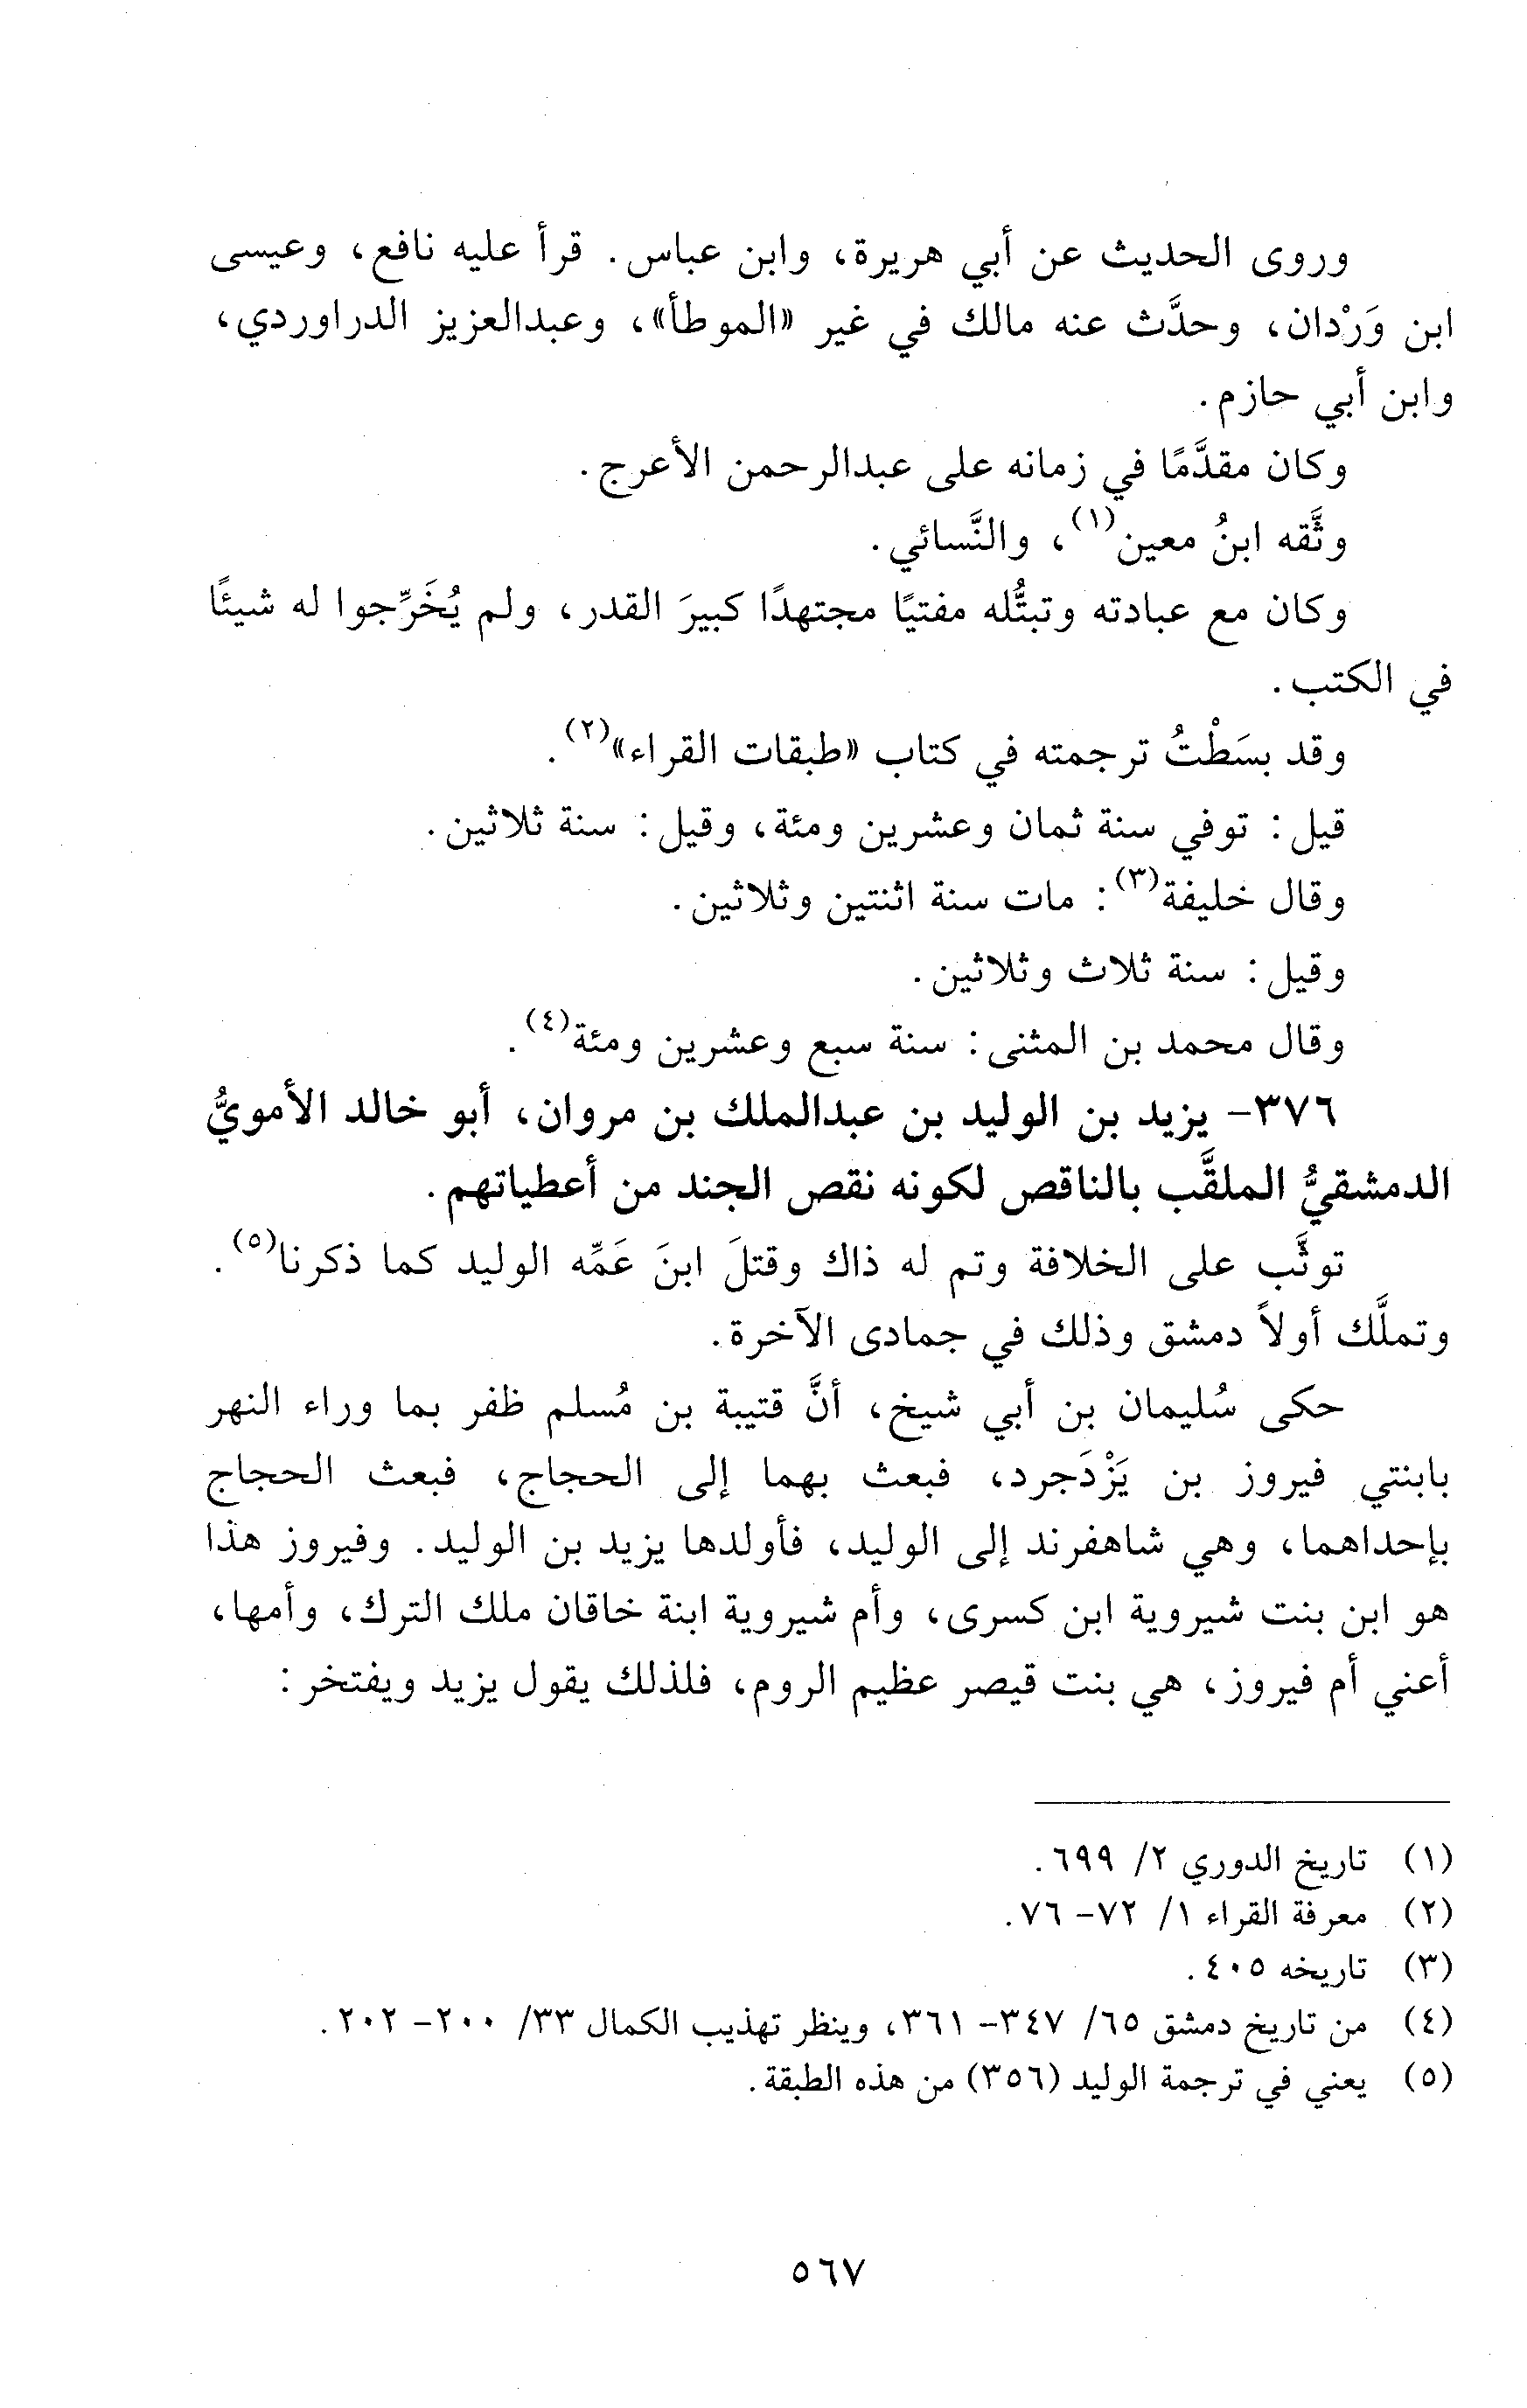 وروى الحديث عن أبي هريرة، وابن عباس. قرأ عليه نافع، وعيسى
ابن وَرْدان، وحدَّث عنه مالك في غير «الموطأ»، وعبدالعزيز الدراوردي،
وابن أبي حازم.
وكان مقدَّمًا في زمانه على عبدالرحمن الأعرج.
وثَّقه ابنُ معين(١)، والنَّسائي.
وكان مع عبادته وتبتُّله مفتيًا مجتهدًا كبيرَ القدر، ولم يُخَرِّجوا له شيئًا
في الكتب.
وقد بسَطْتُ ترجمته في كتاب «طبقات القراء»(٢).
قيل: توفي سنة ثمان وعشرين ومئة، وقيل: سنة ثلاثين.
وقال خليفة(٣): مات سنة اثنتين وثلاثين.
وقيل: سنة ثلاث وثلاثين.
وقال محمد بن المثنى: سنة سبع وعشرين ومئة(٤).
٣٧٦- يزيد بن الوليد بن عبدالملك بن مروان، أبو خالد الأمويُّ
الدمشقيُّ الملقَّب بالناقص لكونه نقص الجند من أعطياتهم.
توثَّب على الخلافة وتم له ذاك وقتلَ ابنَ عَمِّه الوليد كما ذكرنا(٥).
وتملَّك أولاً دمشق وذلك في جمادى الآخرة.
حكى سُليمان بن أبي شيخ، أنَّ قتيبة بن مُسلم ظفر بما وراء النهر
بابنتي فيروز بن يَزْدَجرد، فبعث بهما إلى الحجاج، فبعث الحجاج
بإحداهما، وهي شاهفرند إلى الوليد، فأولدها يزيد بن الوليد. وفيروز هذا
هو ابن بنت شيروية ابن كسرى، وأم شيروية ابنة خاقان ملك الترك، وأمها،
أعني أم فيروز، هي بنت قيصر عظيم الروم، فلذلك يقول يزيد ويفتخر:
(١) تاريخ الدوري ٢/ ٦٩٩.
(٢) معرفة القراء ١/ ٧٢- ٧٦.
(٣) تاريخه ٤٠٥.
(٤) من تاريخ دمشق ٦٥/ ٣٤٧- ٣٦١، وينظر تهذيب الكمال ٣٣/ ٢٠٠- ٢٠٢.
(٥) يعني في ترجمة الوليد (٣٥٦) من هذه الطبقة.
٥٦٧